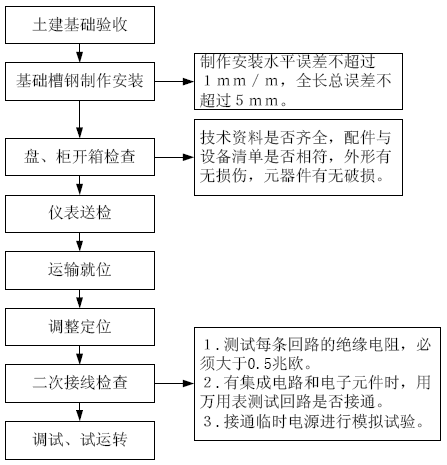 土建基础验收
基础槽钢制作安装
制作安装水平误差不超过
1mm/m，全长总误差不
超过5mm。
盘、柜开箱检查
技术资料是否齐全，配件与
设备清单是否相符，外形有
无损伤，元器件有无破损。
仪表送检
运输就位
调整定位
二次接线检查
1.测试每条回路的绝缘电阻，必
须大于0.5兆欧。
2.有集成电路和电子元件时，用
万用表测试回路是否接通。
3.接通临时电源进行模拟试验。
调试、试运转